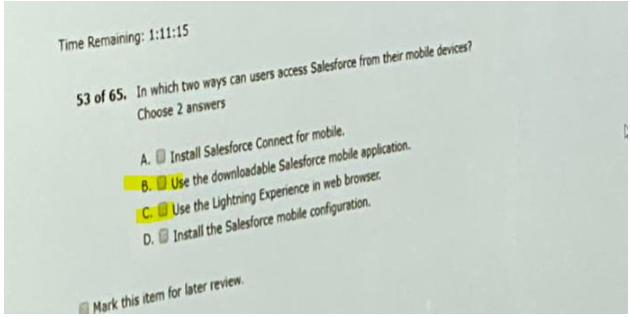 Time Remaining: 1:11:15
53 of 65. In which two ways can users access Salesforce from their mobile devices?
Choose 2 answers
A. Install Salesforce Connect for mobile.
B. Use the downloadable Salesforce mobile application.
C. Use the Lightning Experience in web browser.
D. Install the Salesforce mobile configuration.
Mark this item for later review.